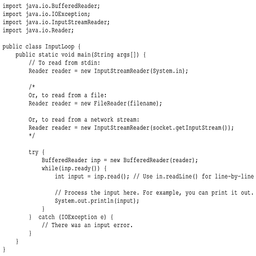 import java.io.BufferedReader;
import java.io.IOException;
import java.io.InputStreamReader;
import java.io.Reader;

public class InputLoop {
    public static void main(String args[]) {
        // To read from stdin:
        Reader reader = new InputStreamReader(System.in);

        /*
        Or, to read from a file:
        Reader reader = new FileReader(filename);

        Or, to read from a network stream:
        Reader reader = new InputStreamReader(socket.getInputStream());
        */

        try {
            BufferedReader inp = new BufferedReader(reader);
            while(inp.ready()) {
                int input = inp.read(); // Use in.readLine() for line-by-line

                // Process the input here. For example, you can print it out.
                System.out.println(input);
            }
        }  catch (IOException e) {
            // There was an input error.
        }
    }
}